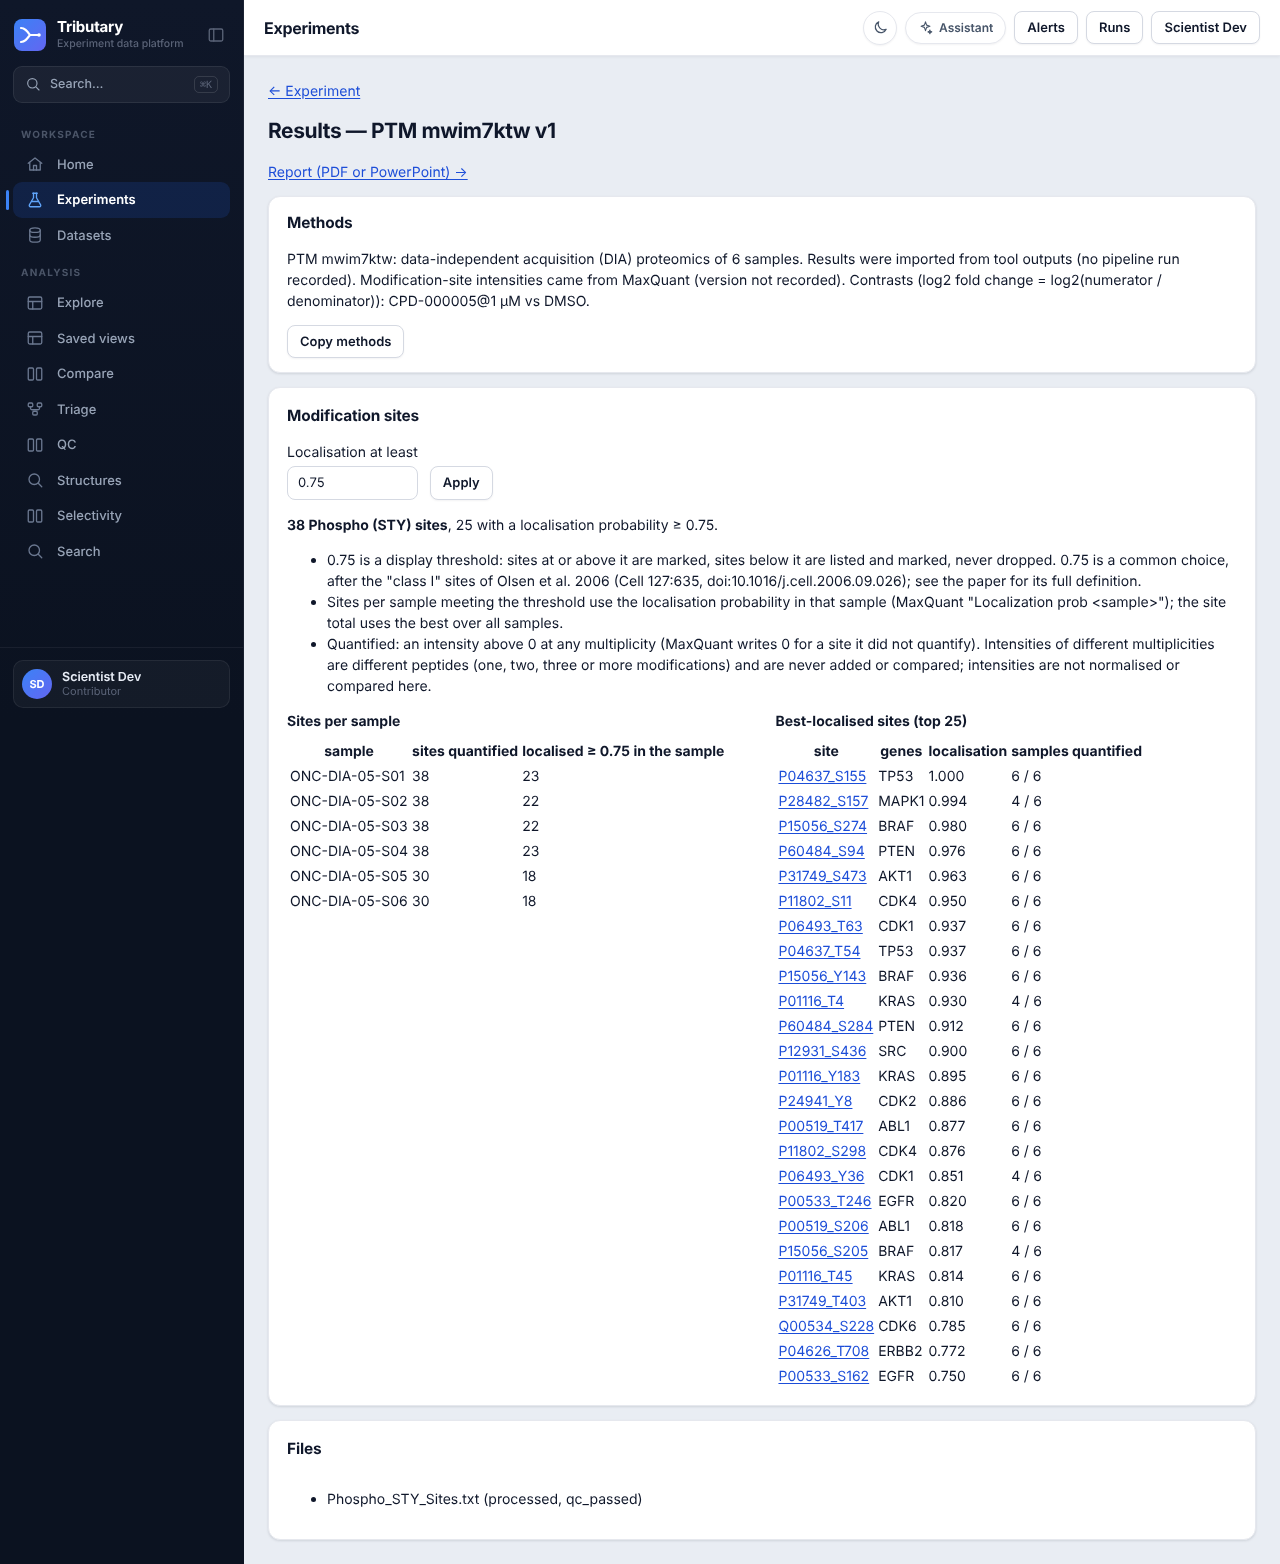 Tributary
Experiment data platform
Search...
⌘K
WORKSPACE
Home
Experiments
Datasets
ANALYSIS
Explore
Saved views
Compare
Triage
QC
Structures
Selectivity
Search
SD
Scientist Dev
Contributor
Experiments
Assistant
Alerts
Runs
Scientist Dev
← Experiment
Results — PTM mwim7ktw v1
Report (PDF or PowerPoint) →
Methods
PTM mwim7ktw: data-independent acquisition (DIA) proteomics of 6 samples. Results were imported from tool outputs (no pipeline run
recorded). Modification-site intensities came from MaxQuant (version not recorded). Contrasts (log2 fold change = log2(numerator /
denominator)): CPD-000005@1 µM vs DMSO.
Copy methods
Modification sites
Localisation at least
0.75
Apply
38 Phospho (STY) sites, 25 with a localisation probability ≥ 0.75.
• 0.75 is a display threshold: sites at or above it are marked, sites below it are listed and marked, never dropped. 0.75 is a common choice,
after the "class I" sites of Olsen et al. 2006 (Cell 127:635, doi:10.1016/j.cell.2006.09.026); see the paper for its full definition.
• Sites per sample meeting the threshold use the localisation probability in that sample (MaxQuant "Localization prob <sample>"); the site
total uses the best over all samples.
• Quantified: an intensity above 0 at any multiplicity (MaxQuant writes 0 for a site it did not quantify). Intensities of different multiplicities
are different peptides (one, two, three or more modifications) and are never added or compared; intensities are not normalised or
compared here.
Sites per sample
sample sites quantified localised ≥ 0.75 in the sample
ONC-DIA-05-S01 38 23
ONC-DIA-05-S02 38 22
ONC-DIA-05-S03 38 22
ONC-DIA-05-S04 38 23
ONC-DIA-05-S05 30 18
ONC-DIA-05-S06 30 18
Best-localised sites (top 25)
site genes localisation samples quantified
P04637_S155 TP53 1.000 6 / 6
P28482_S157 MAPK1 0.994 4 / 6
P15056_S274 BRAF 0.980 6 / 6
P60484_S94 PTEN 0.976 6 / 6
P31749_S473 AKT1 0.963 6 / 6
P11802_S11 CDK4 0.950 6 / 6
P06493_T63 CDK1 0.937 6 / 6
P04637_T54 TP53 0.937 6 / 6
P15056_Y143 BRAF 0.936 6 / 6
P01116_T4 KRAS 0.930 4 / 6
P60484_S284 PTEN 0.912 6 / 6
P12931_S436 SRC 0.900 6 / 6
P01116_Y183 KRAS 0.895 6 / 6
P24941_Y8 CDK2 0.886 6 / 6
P00519_T417 ABL1 0.877 6 / 6
P11802_S298 CDK4 0.876 6 / 6
P06493_Y36 CDK1 0.851 4 / 6
P00533_T246 EGFR 0.820 6 / 6
P00519_S206 ABL1 0.818 6 / 6
P15056_S205 BRAF 0.817 4 / 6
P01116_T45 KRAS 0.814 6 / 6
P31749_T403 AKT1 0.810 6 / 6
Q00534_S228 CDK6 0.785 6 / 6
P04626_T708 ERBB2 0.772 6 / 6
P00533_S162 EGFR 0.750 6 / 6
Files
• Phospho_STY_Sites.txt (processed, qc_passed)